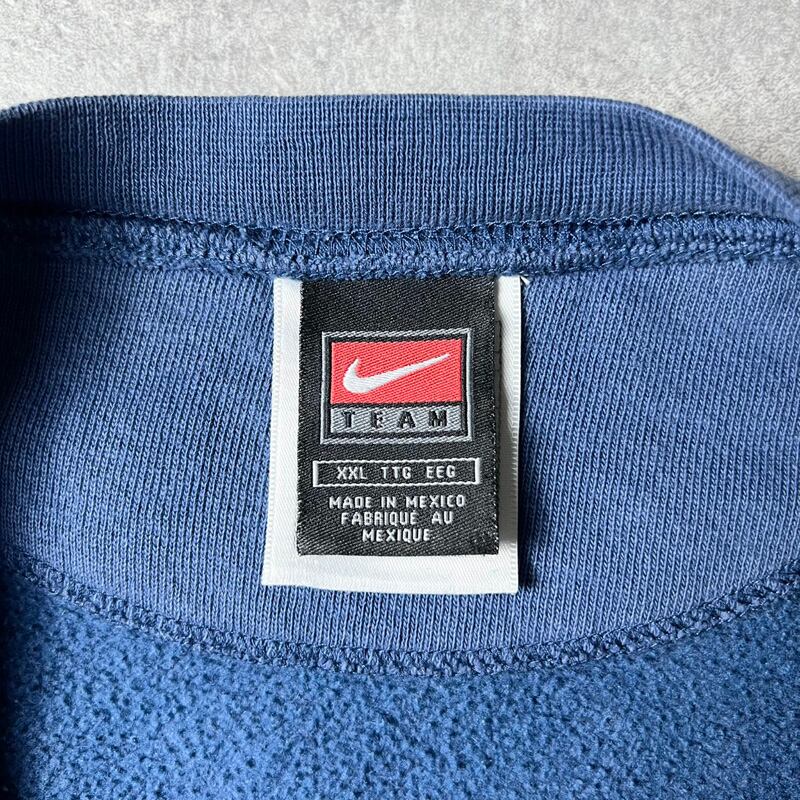 TEAM
XXL TTG EEG
MADE IN MEXICO
FABRIQUÉ AU
MEXIQUE